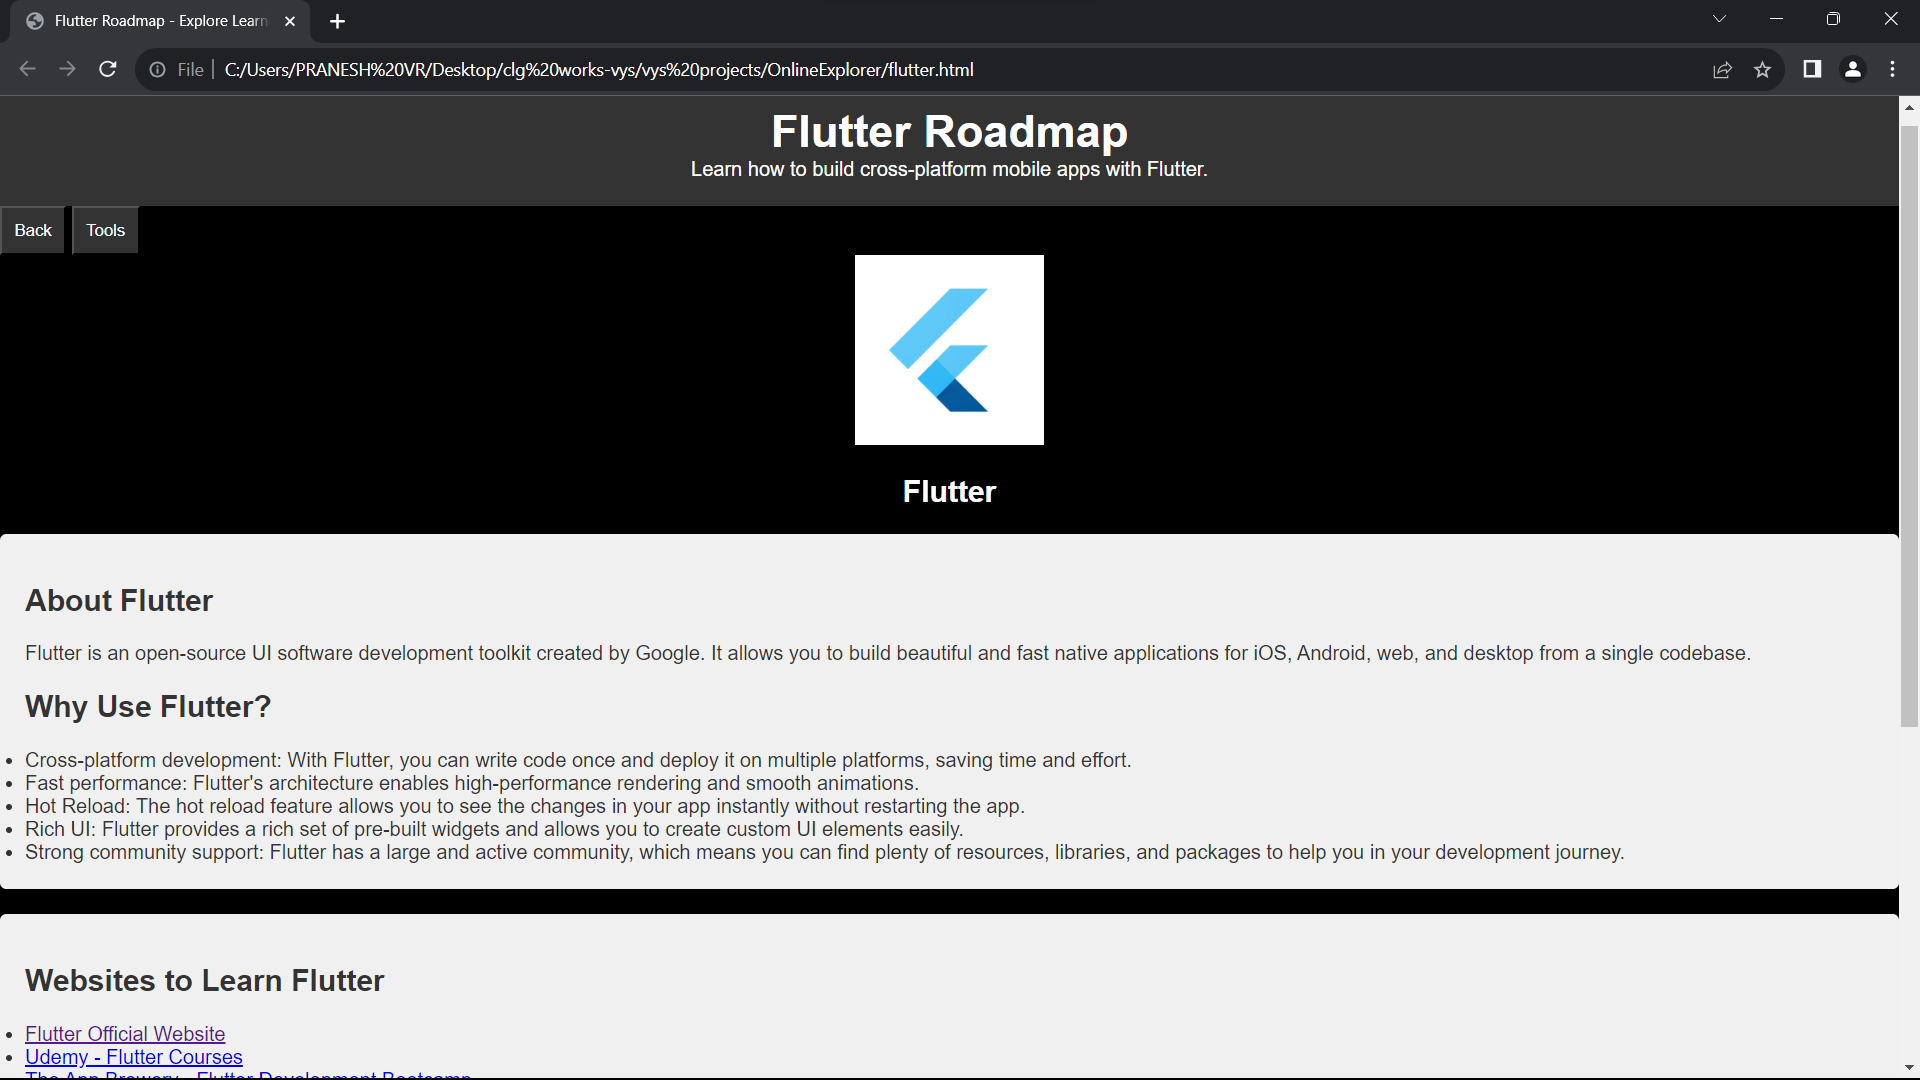 Flutter Roadmap - Explore Learn
File
C:/Users/PRANESH%20VR/Desktop/clg%20works-vys/vys%20projects/OnlineExplorer/flutter.html
Flutter Roadmap
Learn how to build cross-platform mobile apps with Flutter.
Back
Tools
Flutter
About Flutter
Flutter is an open-source UI software development toolkit created by Google. It allows you to build beautiful and fast native applications for iOS, Android, web, and desktop from a single codebase.
Why Use Flutter?
Cross-platform development: With Flutter, you can write code once and deploy it on multiple platforms, saving time and effort.
Fast performance: Flutter's architecture enables high-performance rendering and smooth animations.
Hot Reload: The hot reload feature allows you to see the changes in your app instantly without restarting the app.
Rich UI: Flutter provides a rich set of pre-built widgets and allows you to create custom UI elements easily.
Strong community support: Flutter has a large and active community, which means you can find plenty of resources, libraries, and packages to help you in your development journey.
Websites to Learn Flutter
Flutter Official Website
Udemy - Flutter Courses
The App Brewery - Flutter Development Bootcamp